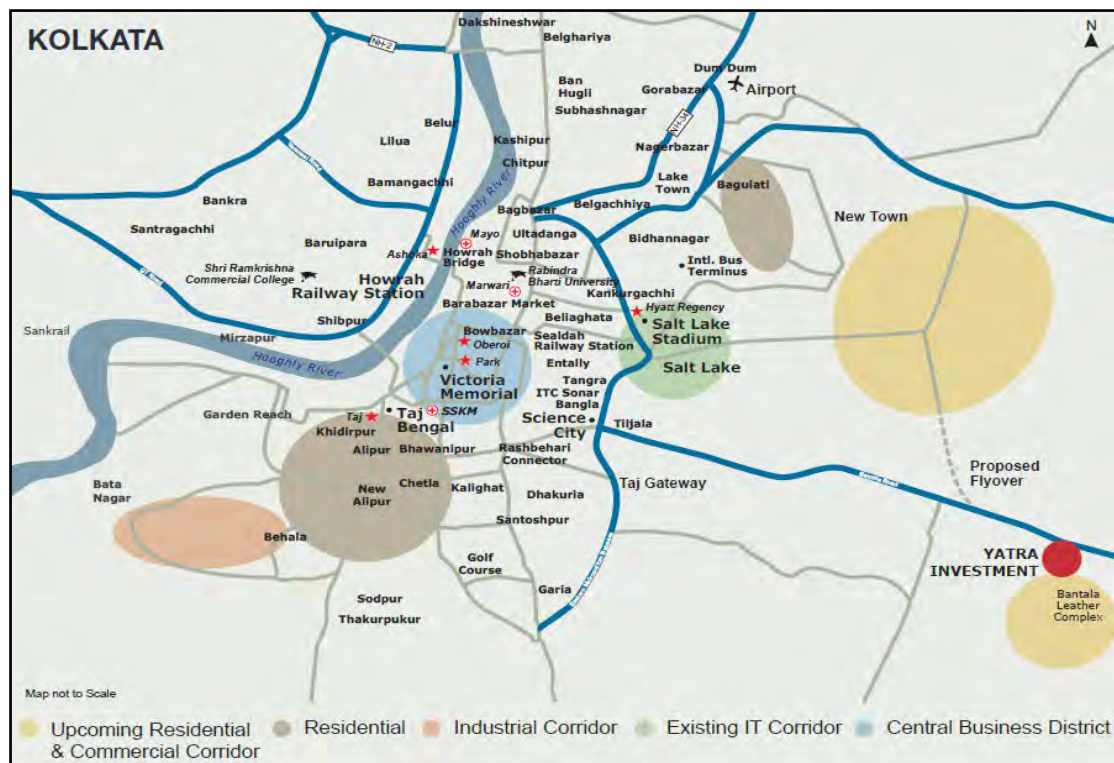 KOLKATA
N
NH-2
Dakshineshwar
Belghariya
Dum Dum
Airport
Ban
Hugli
Gorabazar
Subhashnagar
Belur
Lilua
Kashipur
Chitpur
Nagerbazar
Bamangachhi
Lake
Town
Bagulati
Bankra
Hooghly River
Bagbazar
Belgachhiya
New Town
Santragachhi
Baruipara
Mayo
Ultadanga
Bidhannagar
Ashoka
Howrah
Bridge
Shobhabazar
Intl. Bus
Terminus
Shri Ramkrishna
Commercial College
Howrah
Railway Station
Marwari
Rabindra
Bharti University
Kankurgachhi
Barabazar Market
Hyatt Regency
Shibpur
Beliaghata
Salt Lake
Stadium
Sankrail
Mirzapur
Bowbazar
Oberoi
Sealdah
Railway Station
Hooghly River
Park
Entally
Salt Lake
Victoria
Memorial
Tangra
ITC Sonar
Bangla
Garden Reach
Taj
Taj
Bengal
SSKM
Science
City
Tiljala
Khidirpur
Alipur
Bhawanipur
Rashbehari
Connector
Proposed
Flyover
Bata
Nagar
New
Alipur
Chetla
Kalighat
Dhakuria
Taj Gateway
Behala
Santoshpur
Golf
Course
YATRA
INVESTMENT
Garia
Bantala
Leather
Complex
Sodpur
Thakurpukur
Map not to Scale
Upcoming Residential
& Commercial Corridor
Residential
Industrial Corridor
Existing IT Corridor
Central Business District